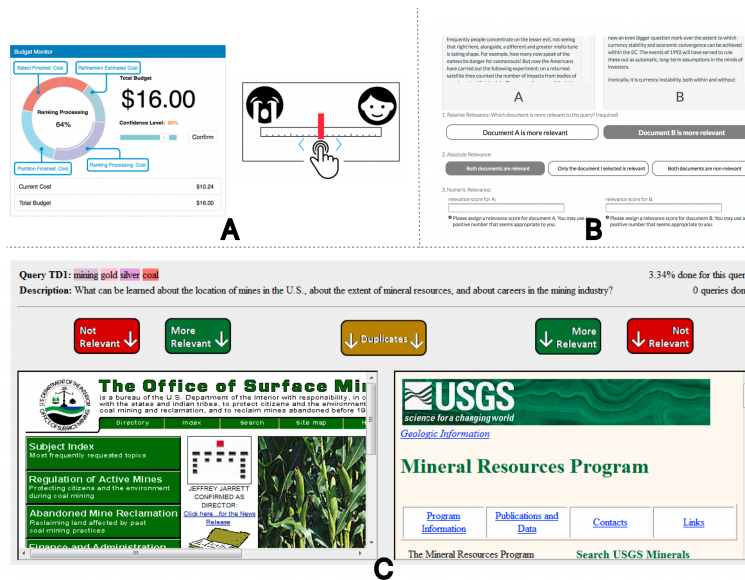 Budget Monitor
Select Finished Cost
Refinement Estimated Cost
Total Budget
$16.00
Ranking Processing
64%
Confidence Level: 90%
Confirm
Partition Finished Cost
Ranking Processing Cost
Current Cost $10.24
Total Budget $16.00
A
frequently people concentrate on the lesser evil, not seeing
that right here, alongside, a different and greater misfortune
is taking shape. For example, how many now speak of the
meteorite danger for cosmonauts! But now the Americans
have carried out the following experiment: on a returned
satellite they counted the number of impacts from bodies of
now an even bigger question mark over the extent to which
currency stability and economic convergence can be achieved
within the EC. The events of 1992 will have served to rule
these out as automatic, long-term assumptions in the minds of
investors.
Ironically, it is currency instability, both within and without
A
B
1. Relative Relevance: Which document is more relevant to the query? (required)
Document A is more relevant
Document B is more relevant
2. Absolute Relevance:
Both documents are relevant
Only the document I selected is relevant
Both documents are non-relevant
3. Numeric Relevance:
relevance score for A:
relevance score for B:
Please assign a relevance score for document A. You may use
positive number that seems appropriate to you.
Please assign a relevance score for document B. You may use
positive number that seems appropriate to you.
B
Query TD1: mining gold silver coal
3.34% done for this quer
Description: What can be learned about the location of mines in the U.S., about the extent of mineral resources, and about careers in the mining industry?
0 queries don
Not
Relevant
More
Relevant
Duplicates
More
Relevant
Not
Relevant
The Office of Surface Mi
is a bureau of the U.S. Department of the Interior with responsibility, in c
with the states and indian tribes, to protect citizens and the environment
coal mining and reclamation, and to reclaim mines abandoned before 19
Directory index search site map
Subject Index
Most frequently requested topics
Regulation of Active Mines
Protecting citizens and the environment
during coal mining
Abandoned Mine Reclamation
Reclaiming land affected by past
coal mining practices
Finance and Administration
JEFFREY JARRETT
CONFIRMED AS
DIRECTOR:
Click here...for the News
Release
USGS
science for a changing world
Geologic Information
Mineral Resources Program
Program
Information
Publications and
Data
Contacts
Links
The Mineral Resources Program
Search USGS Minerals
C